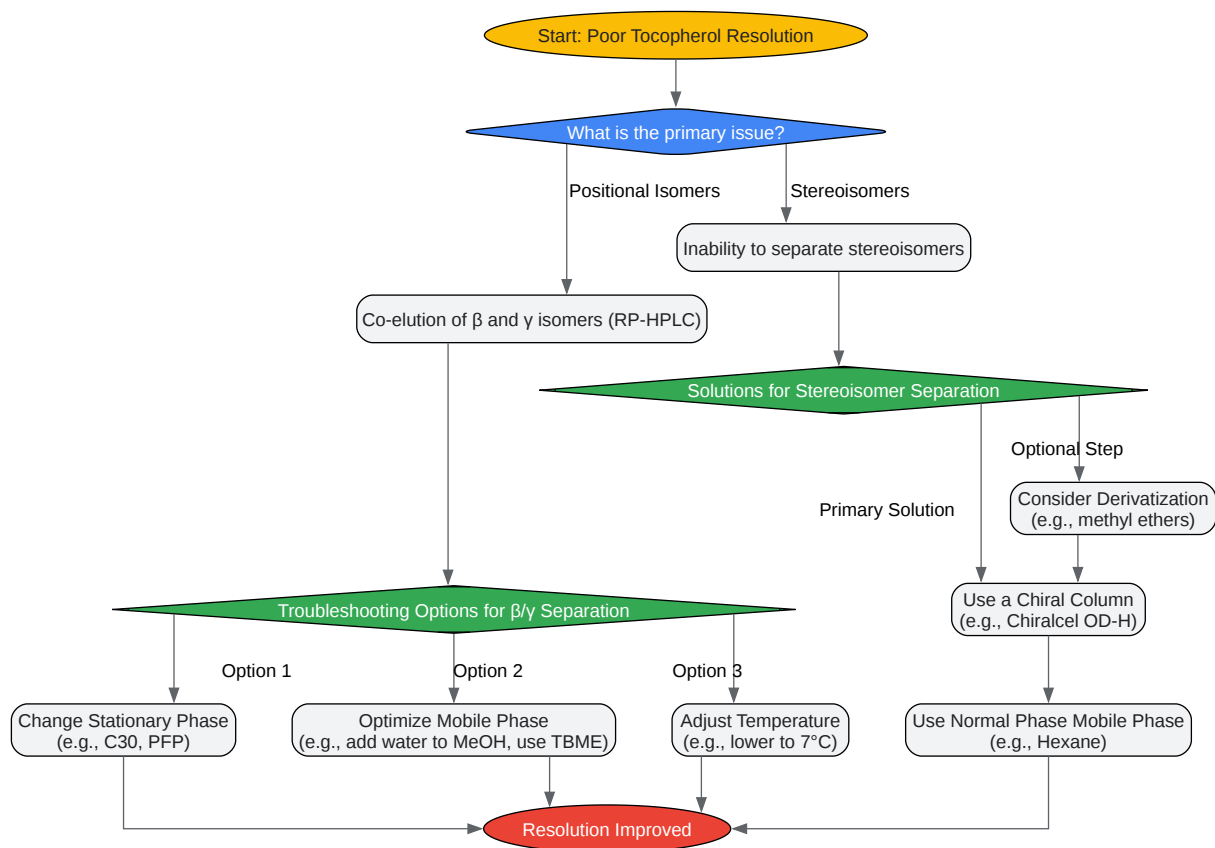 Start: Poor Tocopherol Resolution
What is the primary issue?
Positional Isomers
Stereoisomers
Inability to separate stereoisomers
Co-elution of β and γ isomers (RP-HPLC)
Solutions for Stereoisomer Separation
Optional Step
Primary Solution
Consider Derivatization
(e.g., methyl ethers)
Use a Chiral Column
(e.g., Chiralcel OD-H)
Troubleshooting Options for β/γ Separation
Option 1
Option 2
Option 3
Change Stationary Phase
(e.g., C30, PFP)
Optimize Mobile Phase
(e.g., add water to MeOH, use TBME)
Adjust Temperature
(e.g., lower to 7°C)
Use Normal Phase Mobile Phase
(e.g., Hexane)
Resolution Improved